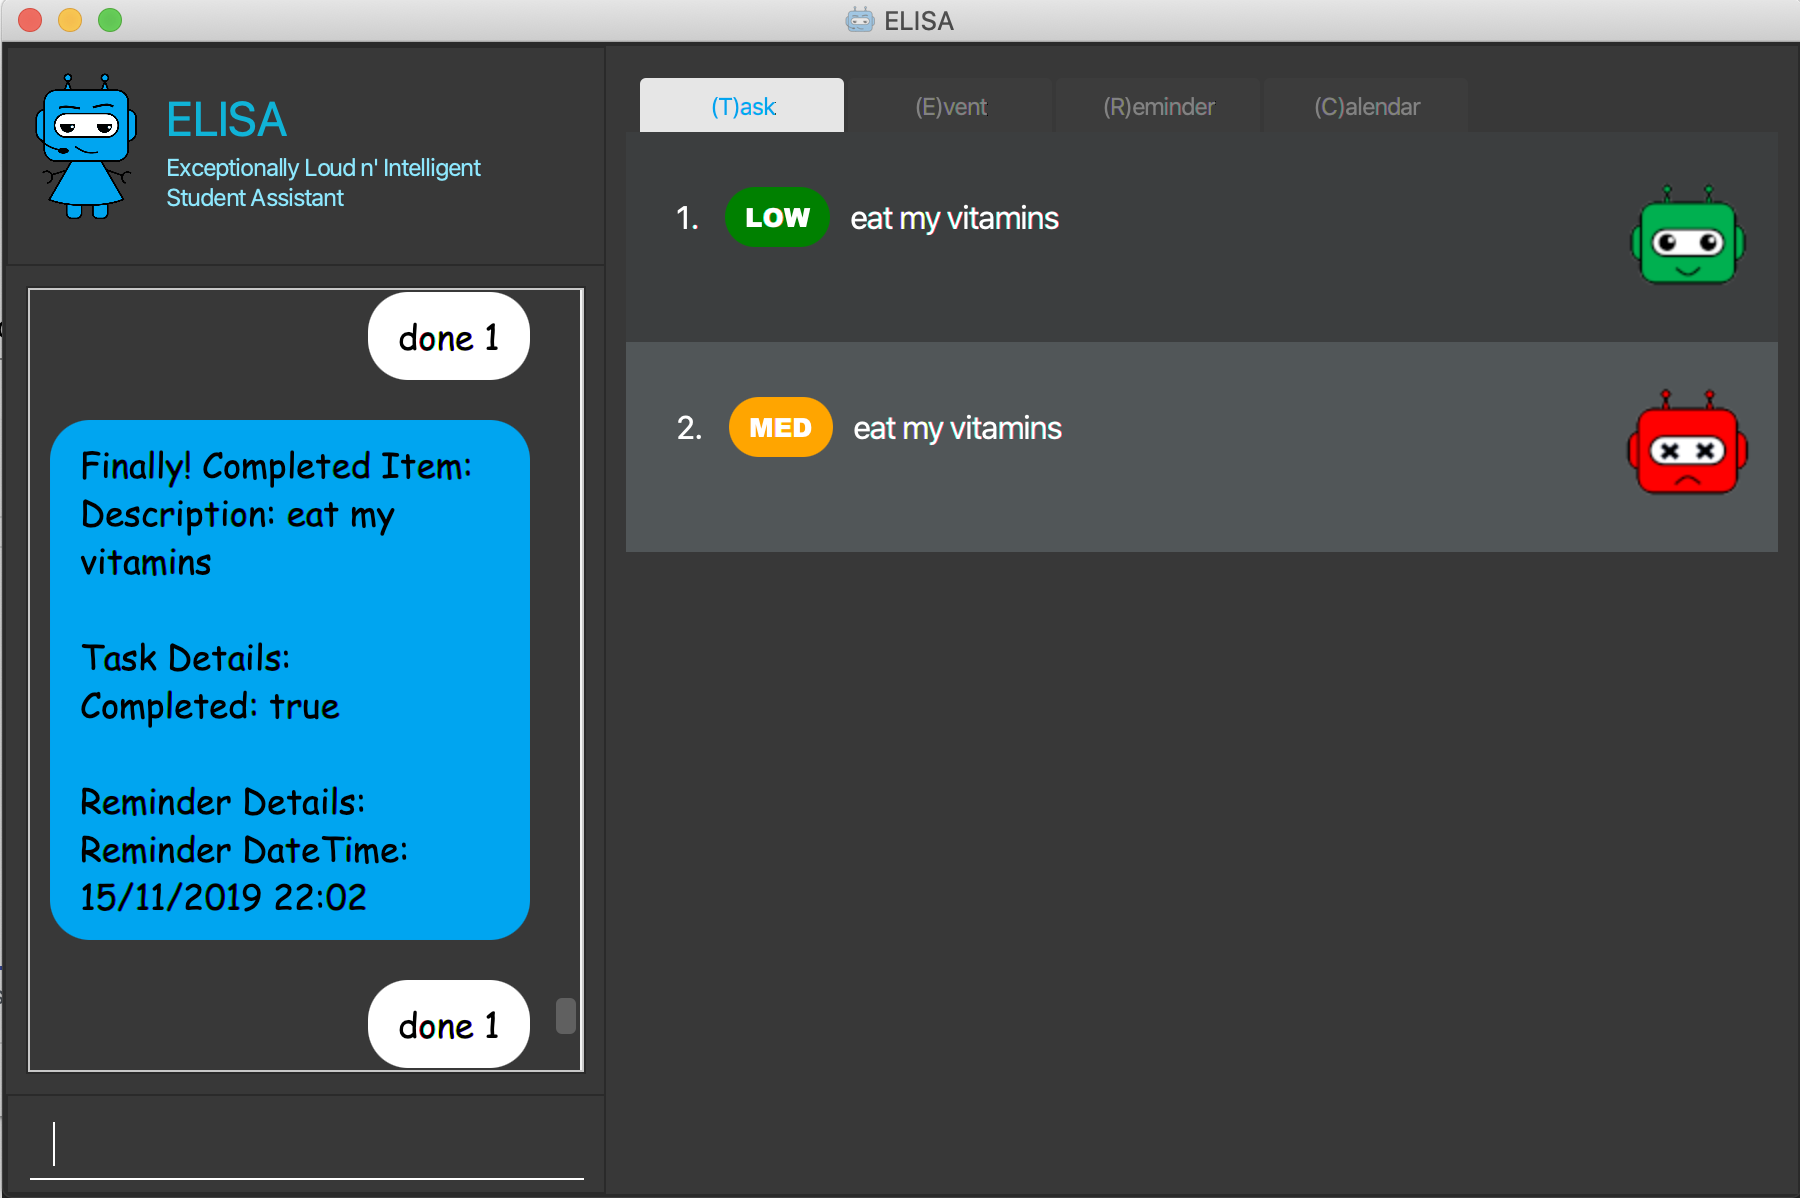 ELISA
ELISA
Exceptionally Loud n' Intelligent
Student Assistant
done 1
Finally! Completed Item:
Description: eat my
vitamins
Task Details:
Completed: true
Reminder Details:
Reminder DateTime:
15/11/2019 22:02
done 1
(T)ask
(E)vent
(R)eminder
(C)alendar
1. LOW eat my vitamins
2. MED eat my vitamins